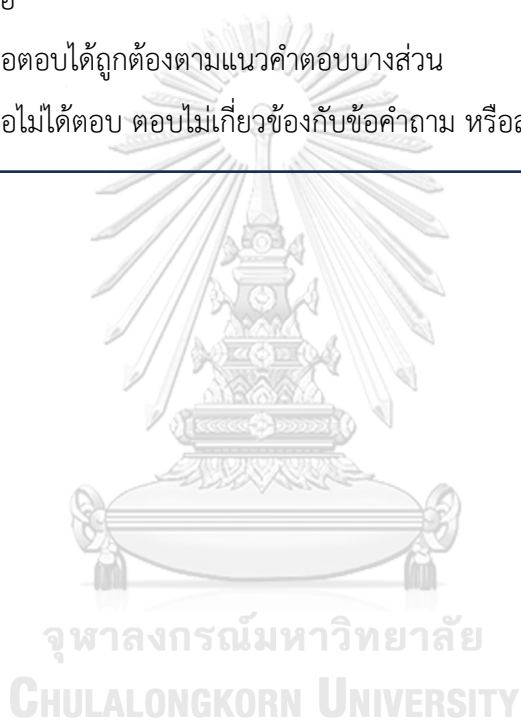 อตอบได้ถูกต้องตามแนวคำตอบบางส่วน
อไม่ได้ตอบ ตอบไม่เกี่ยวข้องกับข้อคำถาม หรือส
จุฬาลงกรณ์มหาวิทยาลัย
CHULALONGKORN UNIVERSITY